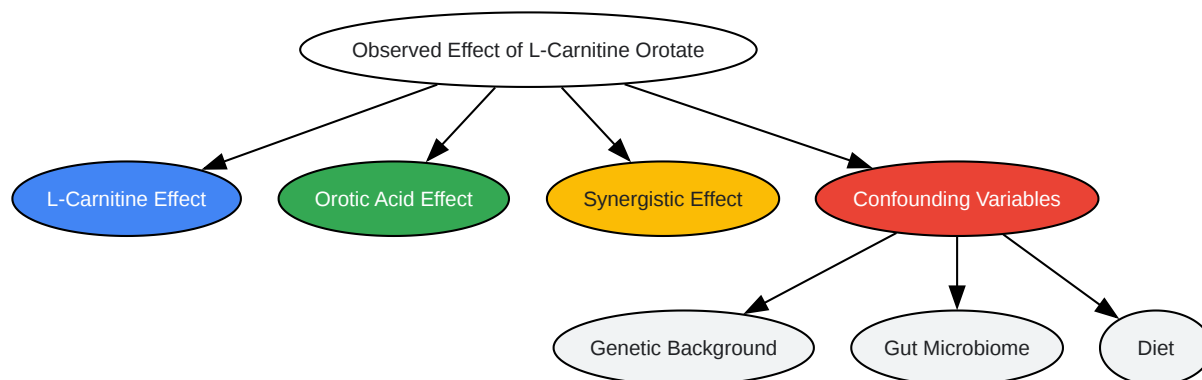 Observed Effect of L-Carnitine Orotate
L-Carnitine Effect
Orotic Acid Effect
Synergistic Effect
Confounding Variables
Genetic Background
Gut Microbiome
Diet